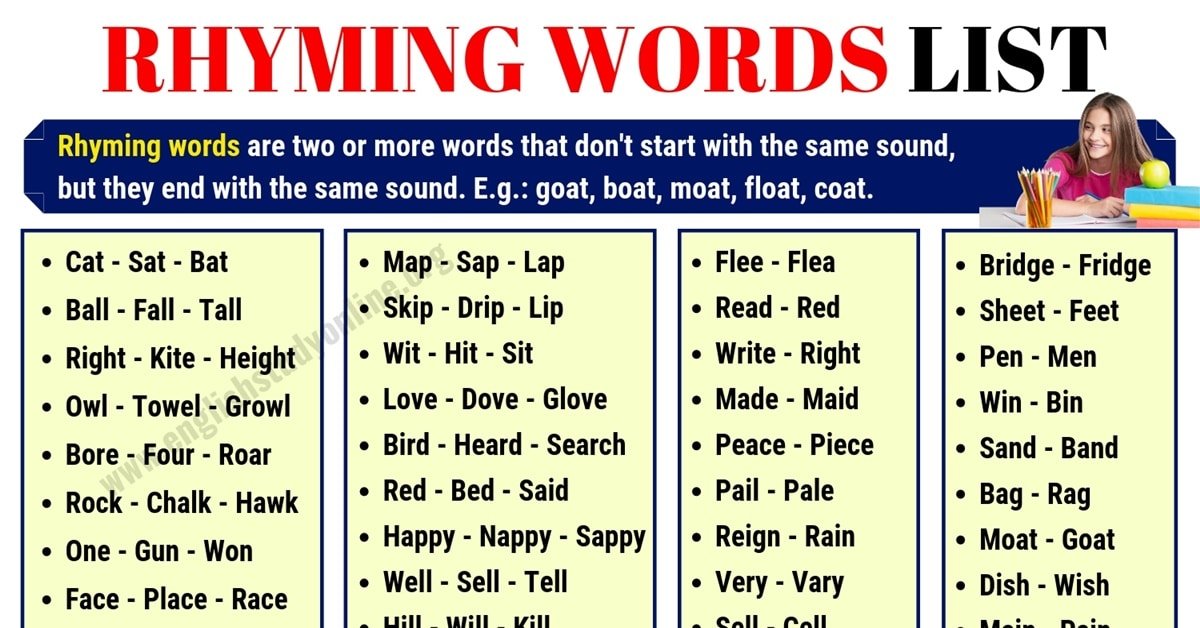 RHYMING WORDS LIST
Rhyming words are two or more words that don't start with the same sound,
but they end with the same sound. E.g.: goat, boat, moat, float, coat.
• Cat - Sat - Bat
• Ball - Fall - Tall
• Right - Kite - Height
• Owl - Towel - Growl
• Bore - Four - Roar
• Rock - Chalk - Hawk
• One - Gun - Won
• Face - Place - Race
• Map - Sap - Lap
• Skip - Drip - Lip
• Wit - Hit - Sit
• Love - Dove - Glove
• Bird - Heard - Search
• Red - Bed - Said
• Happy - Nappy - Sappy
• Well - Sell - Tell
• Hill - Will - Kill
• Flee - Flea
• Read - Red
• Write - Right
• Made - Maid
• Peace - Piece
• Pail - Pale
• Reign - Rain
• Very - Vary
• Sell - Cell
• Bridge - Fridge
• Sheet - Feet
• Pen - Men
• Win - Bin
• Sand - Band
• Bag - Rag
• Moat - Goat
• Dish - Wish
www.englishstudyonline.org